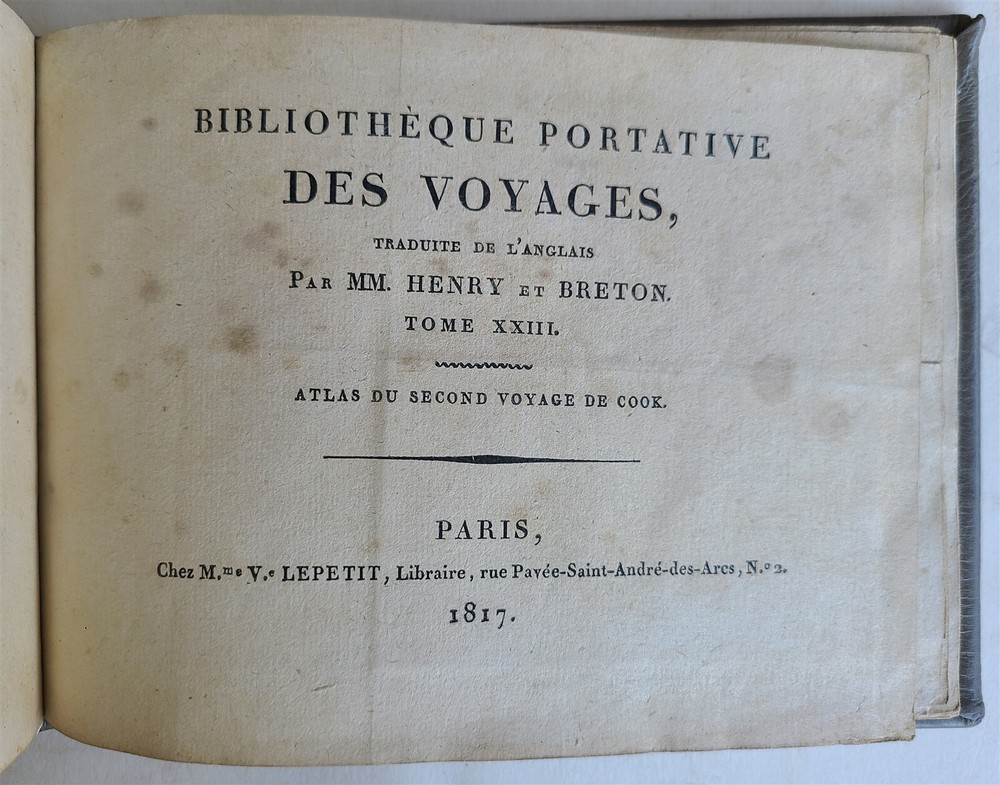 BIBLIOTHÈQUE PORTATIVE
DES VOYAGES,
TRADUITE DE L'ANGLAIS
PAR MM. HENRY ET BRETON.
TOME XXIII.
ATLAS DU SECOND VOYAGE DE COOK.
PARIS,
Chez M.me V.e LEPETIT, Libraire, rue Pavée-Saint-André-des-Arcs, N.o 2.
1817.